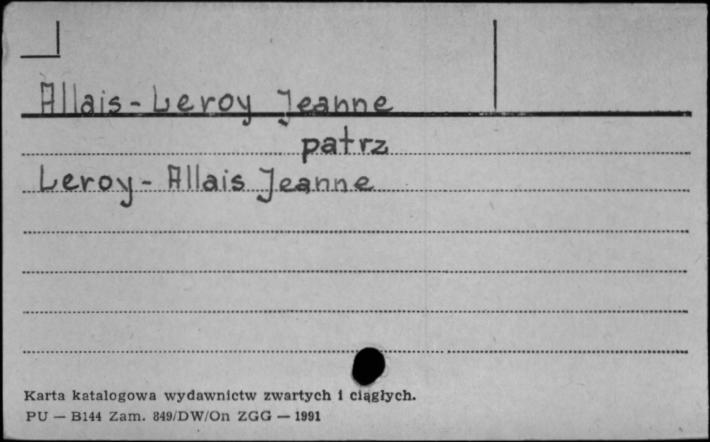 Allais-Leroy Jeanne
patrz
Leroy-Allais Jeanne
Karta katalogowa wydawnictw zwartych i ciągłych.
PU — B144 Zam. 849/DW/On ZGG — 1991